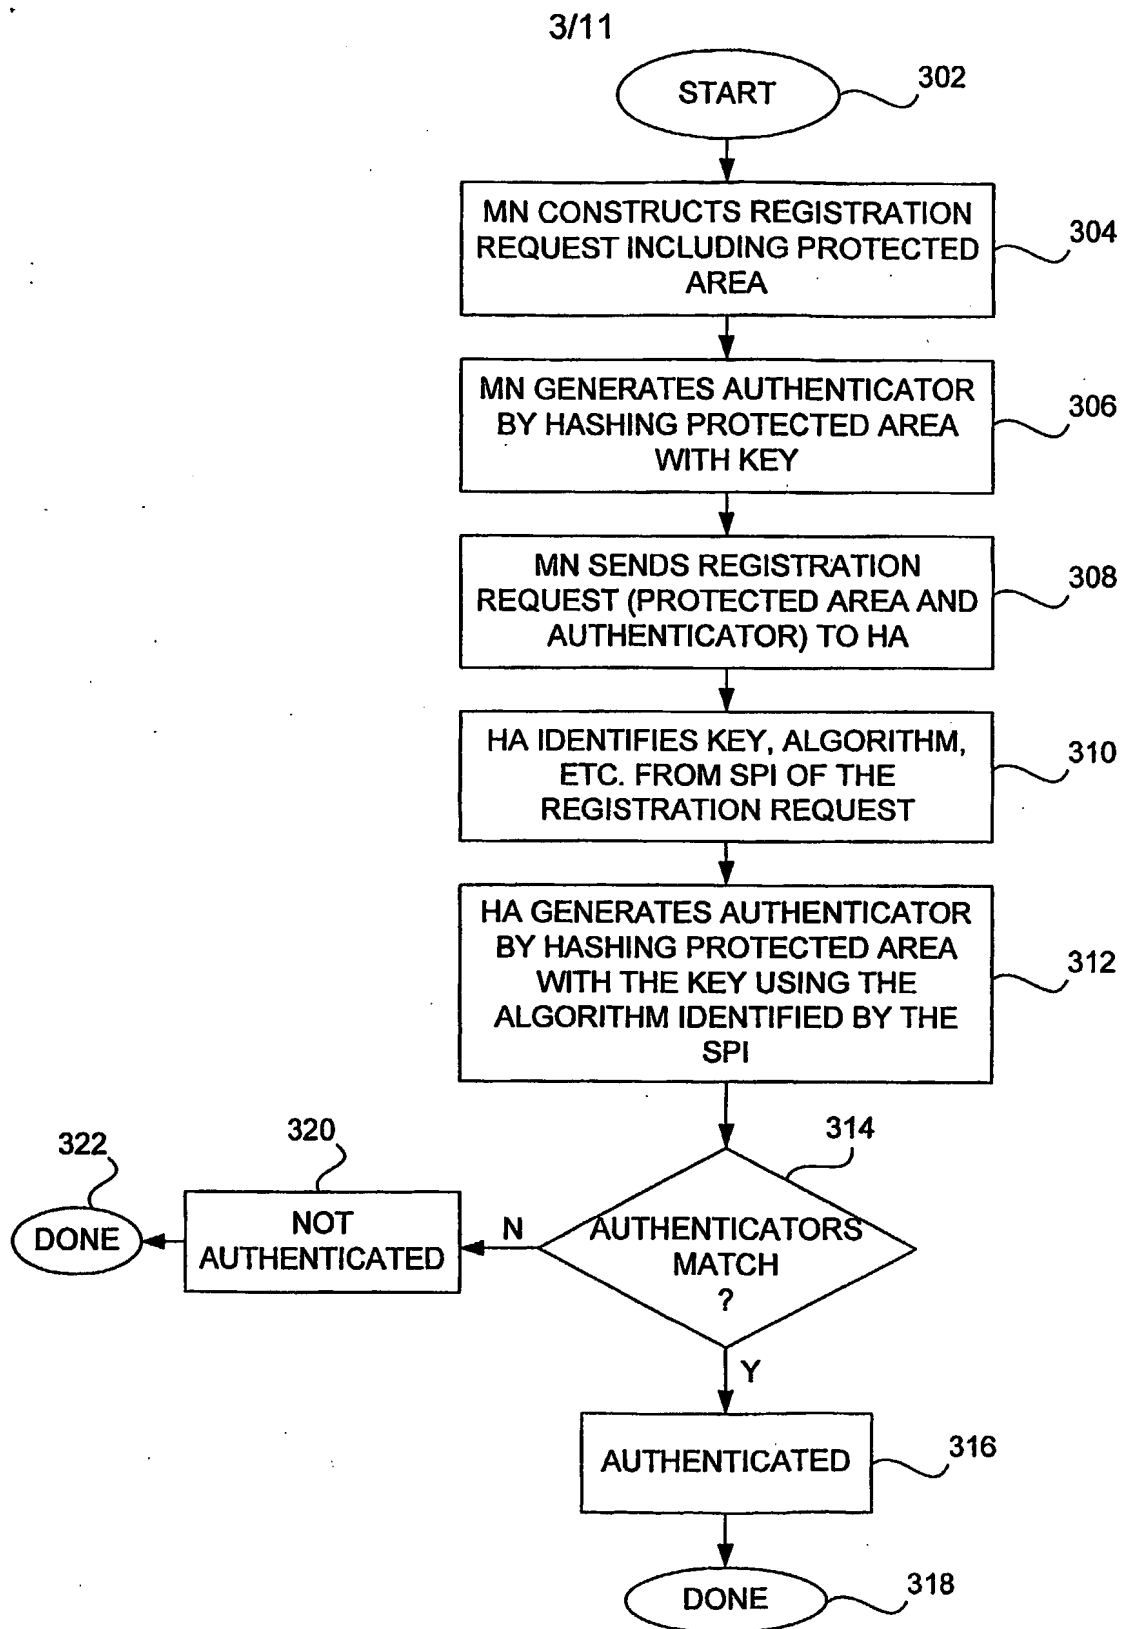 3/11
START
302
MN CONSTRUCTS REGISTRATION
REQUEST INCLUDING PROTECTED
AREA
304
MN GENERATES AUTHENTICATOR
BY HASHING PROTECTED AREA
WITH KEY
306
MN SENDS REGISTRATION
REQUEST (PROTECTED AREA AND
AUTHENTICATOR) TO HA
308
HA IDENTIFIES KEY, ALGORITHM,
ETC. FROM SPI OF THE
REGISTRATION REQUEST
310
HA GENERATES AUTHENTICATOR
BY HASHING PROTECTED AREA
WITH THE KEY USING THE
ALGORITHM IDENTIFIED BY THE
SPI
312
314
AUTHENTICATORS
MATCH
?
N
320
NOT
AUTHENTICATED
322
DONE
Y
AUTHENTICATED
316
DONE
318